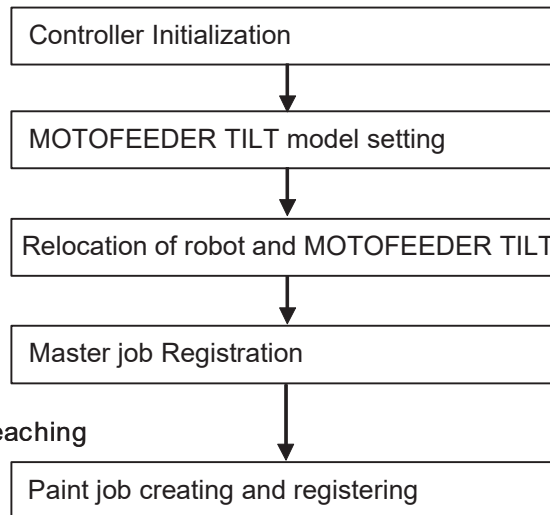 Controller Initialization
MOTOFEEDER TILT model setting
Relocation of robot and MOTOFEEDER TILT
Master job Registration
eaching
Paint job creating and registering